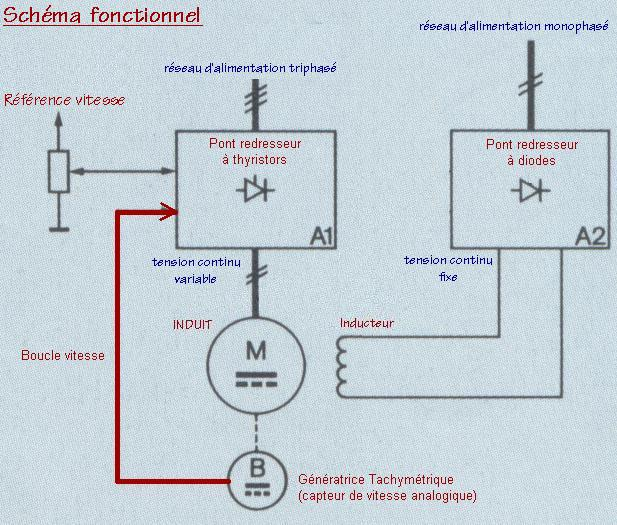 Schéma fonctionnel
réseau d'alimentation monophasé
réseau d'alimentation triphasé
Référence vitesse
Pont redresseur
à thyristors
A1
Pont redresseur
à diodes
A2
tension continu
variable
tension continu
fixe
INDUIT
Inducteur
M
Boucle vitesse
B
Génératrice Tachymétrique
(capteur de vitesse analogique)